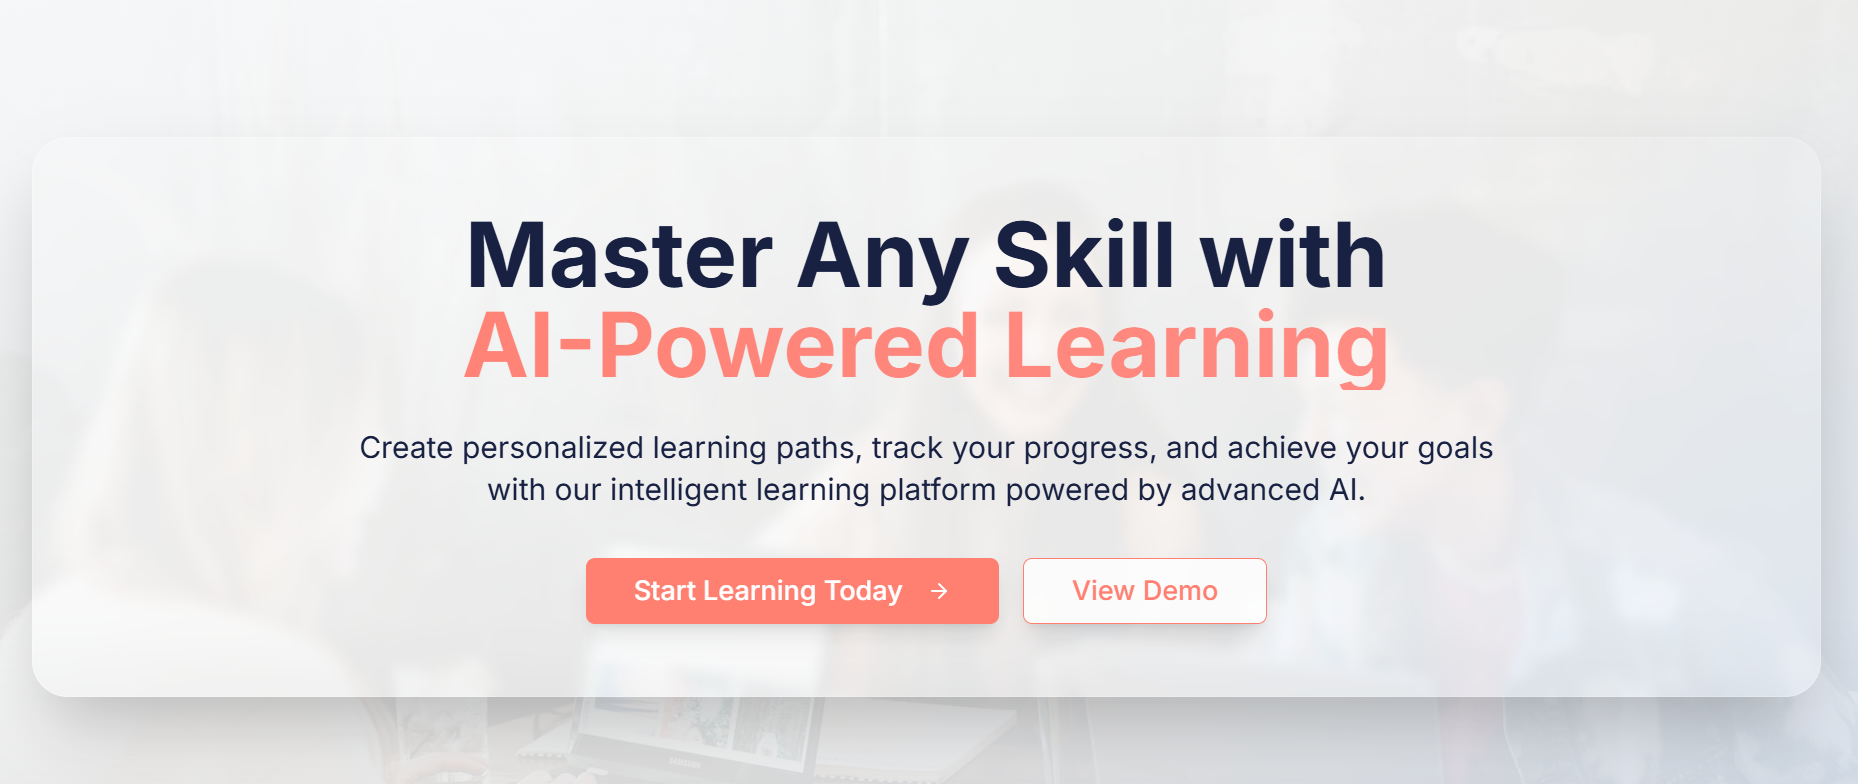 Master Any Skill with
AI-Powered Learning
Create personalized learning paths, track your progress, and achieve your goals
with our intelligent learning platform powered by advanced AI.
Start Learning Today →
View Demo
SAMSUNG